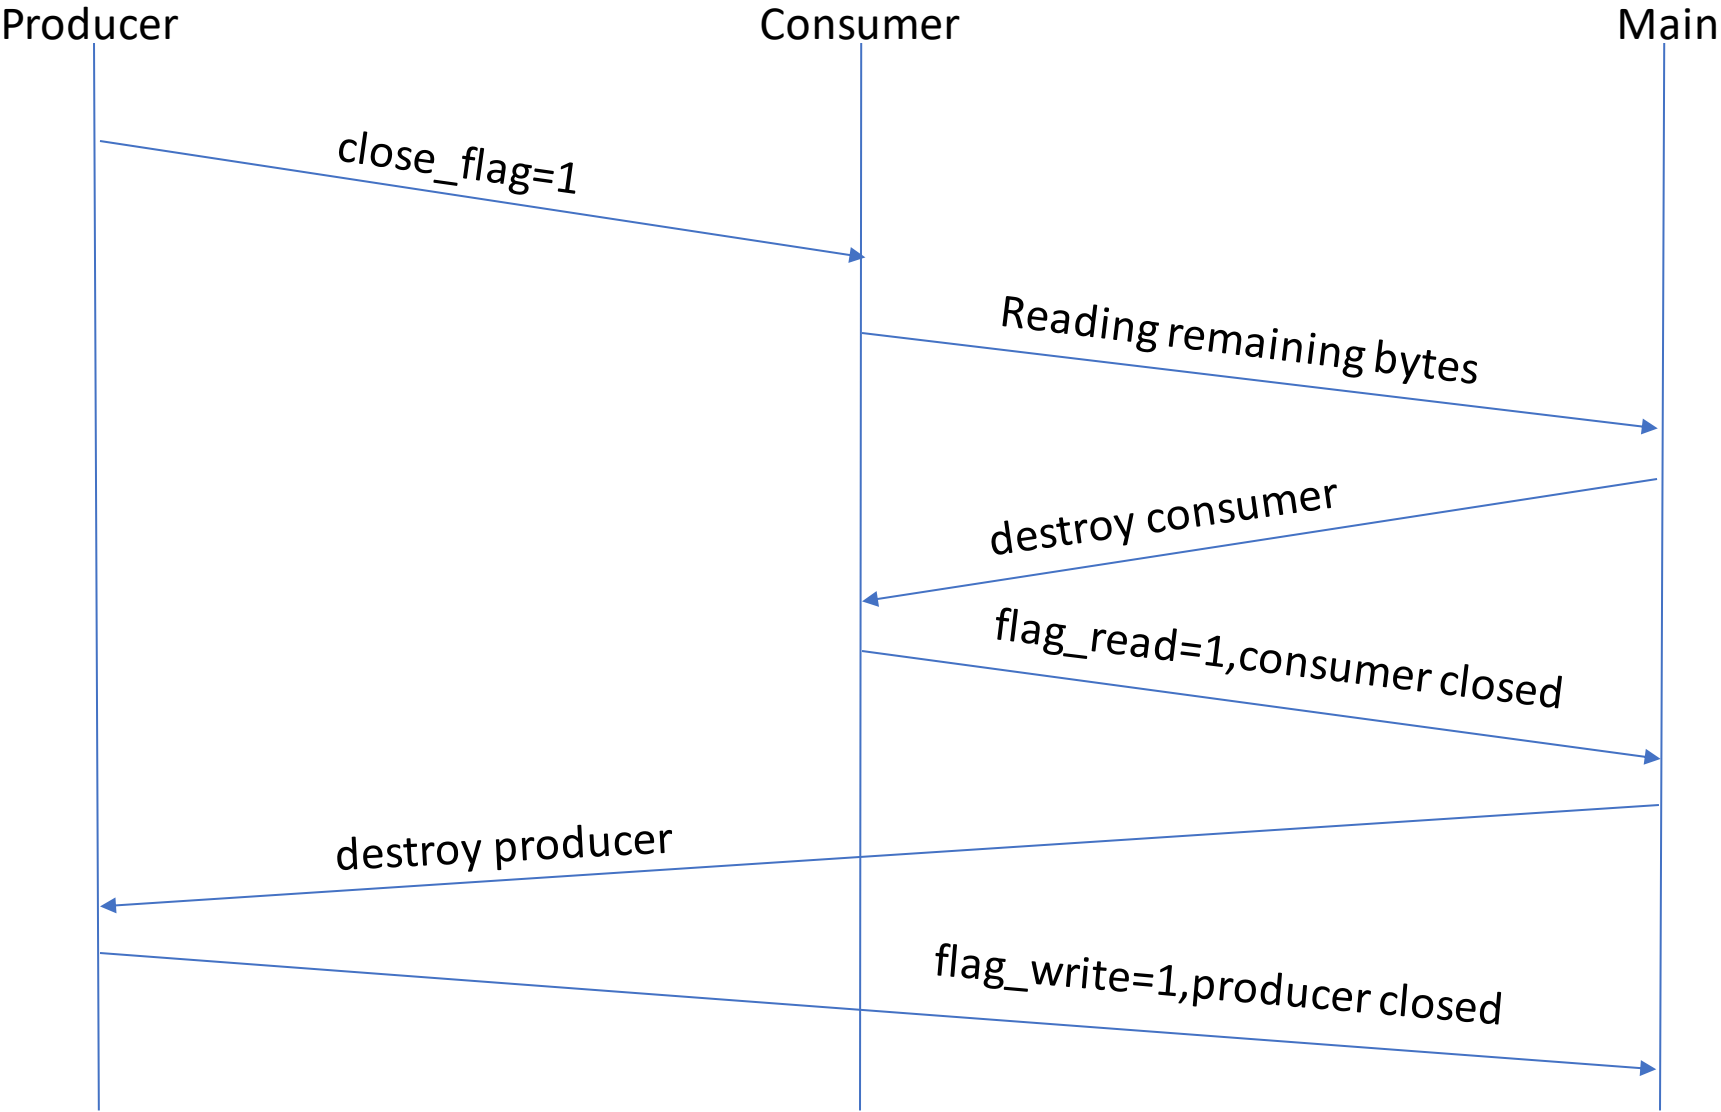 Producer
Consumer
Main
close_flag=1
Reading remaining bytes
destroy consumer
flag_read=1,consumer closed
destroy producer
flag_write=1,producer closed